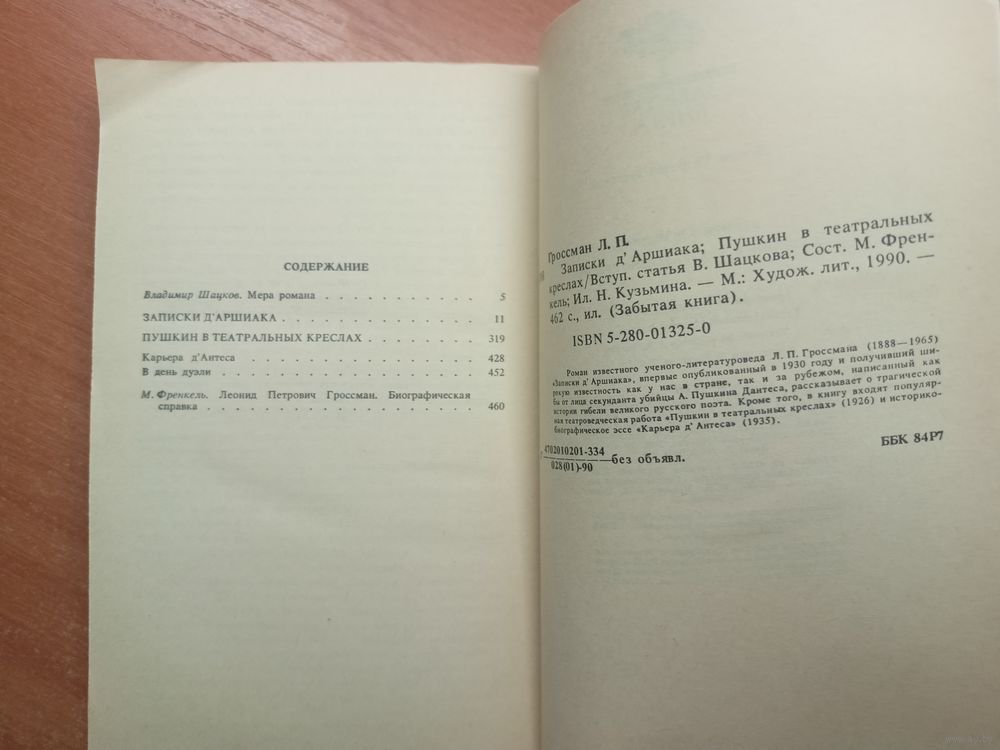 СОДЕРЖАНИЕ
Владимир Шацков. Мера романа . . . . . . . . . . . 5
ЗАПИСКИ Д'АРШИАКА . . . . . . . . . . . . . 11
ПУШКИН В ТЕАТРАЛЬНЫХ КРЕСЛАХ . . . . . . . . 319
Карьера д'Антеса . . . . . . . . . . . . . . . 428
В день дуэли . . . . . . . . . . . . . . . . . 452
М. Френкель. Леонид Петрович Гроссман. Биографическая
справка . . . . . . . . . . . . . . . . . . 460
Гроссман Л. П.
Записки д'Аршиака; Пушкин в театральных
креслах/Вступ. статья В. Шацкова; Сост. М. Френ-
кель; Ил. Н. Кузьмина. — М.: Худож. лит., 1990. —
462 с., ил. (Забытая книга).
ISBN 5-280-01325-0
Роман известного ученого-литературоведа Л. П. Гроссмана (1888—1965)
«Записки д'Аршиака», впервые опубликованный в 1930 году и получивший ши-
рокую известность как у нас в стране, так и за рубежом, написанный как
бы от лица секунданта убийцы А. Пушкина Дантеса, рассказывает о трагической
истории гибели великого русского поэта. Кроме того, в книгу входят популяр-
ная театроведческая работа «Пушкин в театральных креслах» (1926) и историко-
биографическое эссе «Карьера д'Антеса» (1935).
4702010201-334
028(01)-90
—без объявл.
ББК 84Р7